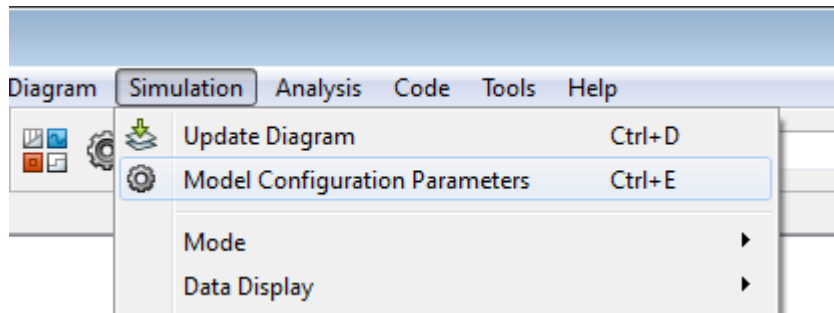 Diagram Simulation Analysis Code Tools Help
Update Diagram Ctrl+D
Model Configuration Parameters Ctrl+E
Mode
Data Display